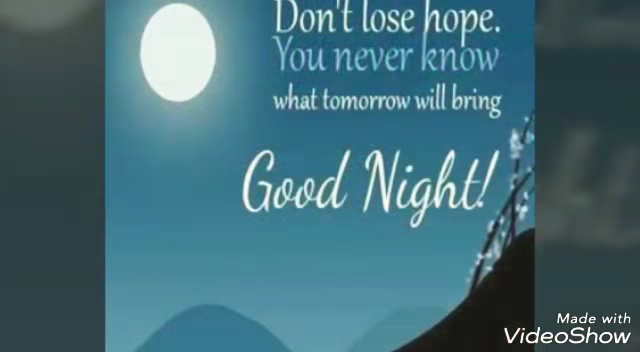 Don't lose hope.
You never know
what tomorrow will bring
Good Night!
Made with
VideoShow